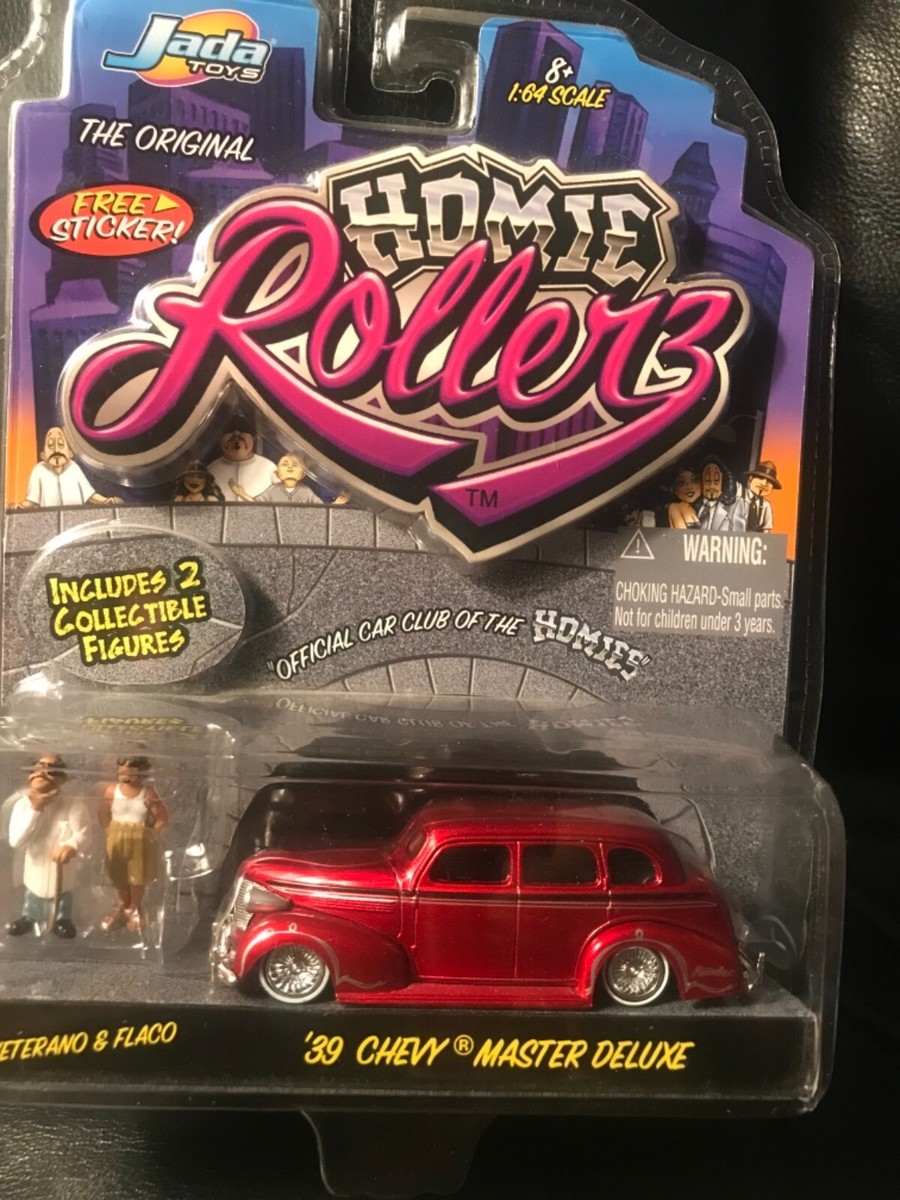 Jada
TOYS
8+
1:64 SCALE
THE ORIGINAL
FREE
STICKER!
HOMIE
Rollerz
TM
WARNING:
CHOKING HAZARD-Small parts.
Not for children under 3 years.
INCLUDES 2
COLLECTIBLE
FIGURES
"OFFICIAL CAR CLUB OF THE HOMIES"
ETERANO & FLACO
'39 CHEVY® MASTER DELUXE